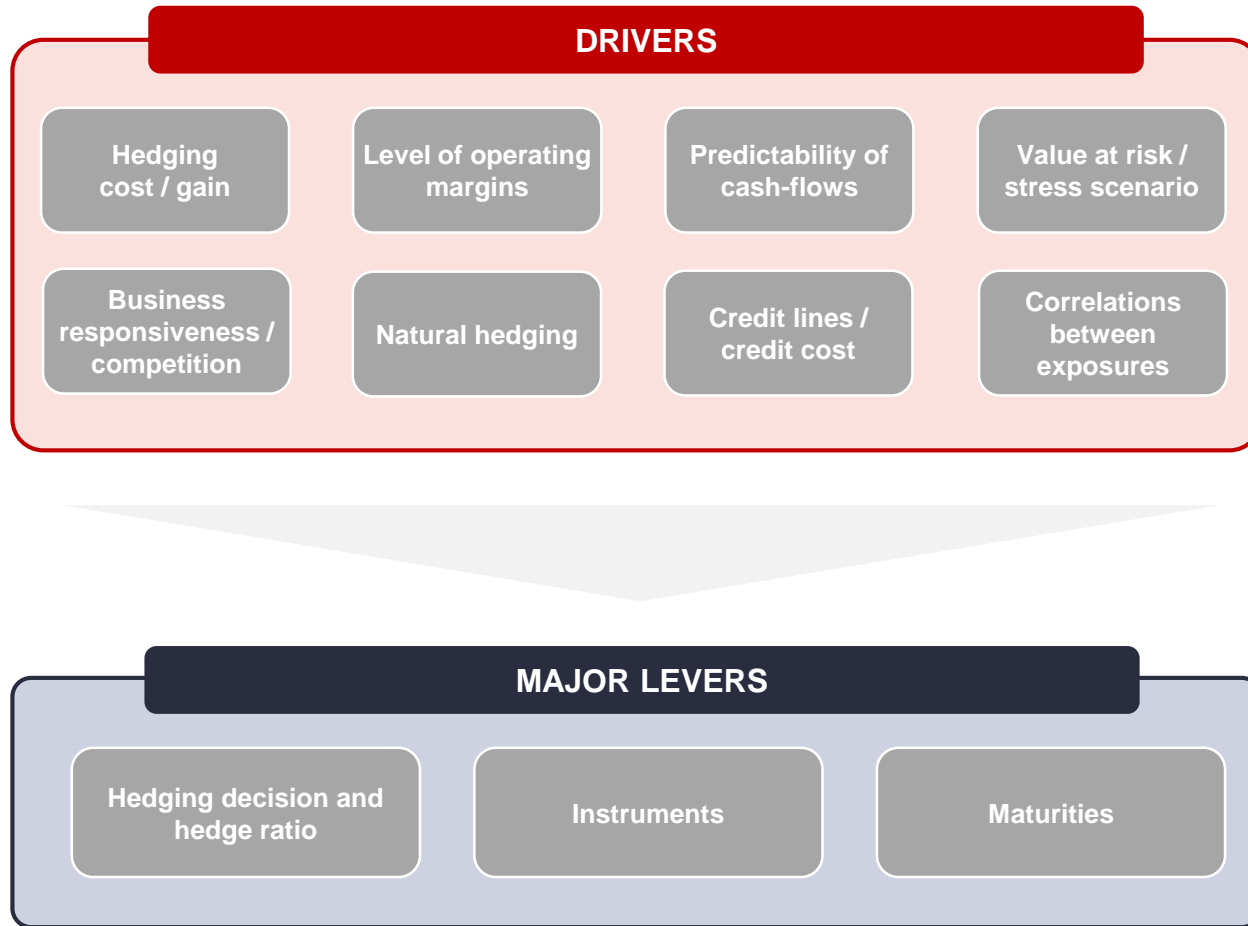 DRIVERS
Hedging
cost / gain
Level of operating
margins
Predictability of
cash-flows
Value at risk /
stress scenario
Business
responsiveness /
competition
Natural hedging
Credit lines /
credit cost
Correlations
between
exposures
MAJOR LEVERS
Hedging decision and
hedge ratio
Instruments
Maturities